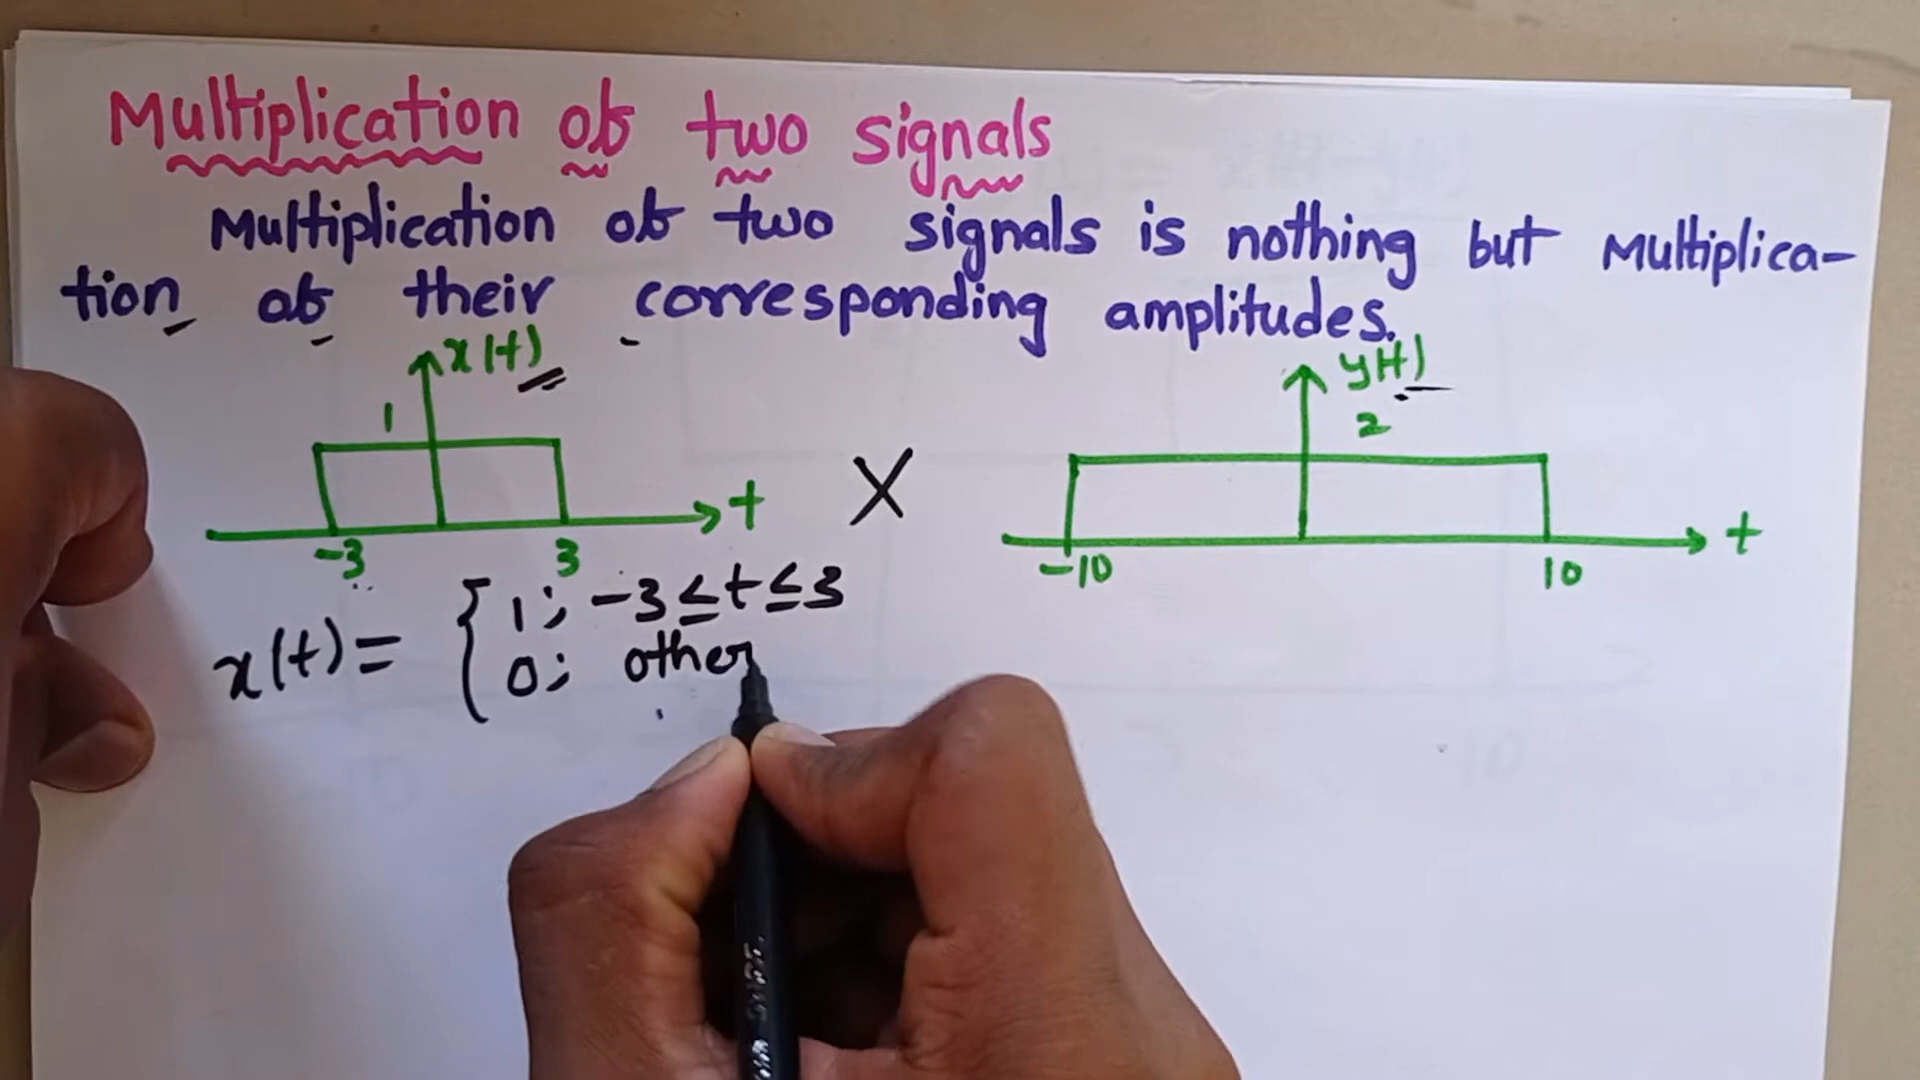 Multiplication of two signals
Multiplication of two signals is nothing but Multiplica-
tion of their corresponding amplitudes.
x(t)
1
-3 3 t
X
y(t)
2
-10 10 t
x(t) = { 1; -3 ≤ t ≤ 3
0; other